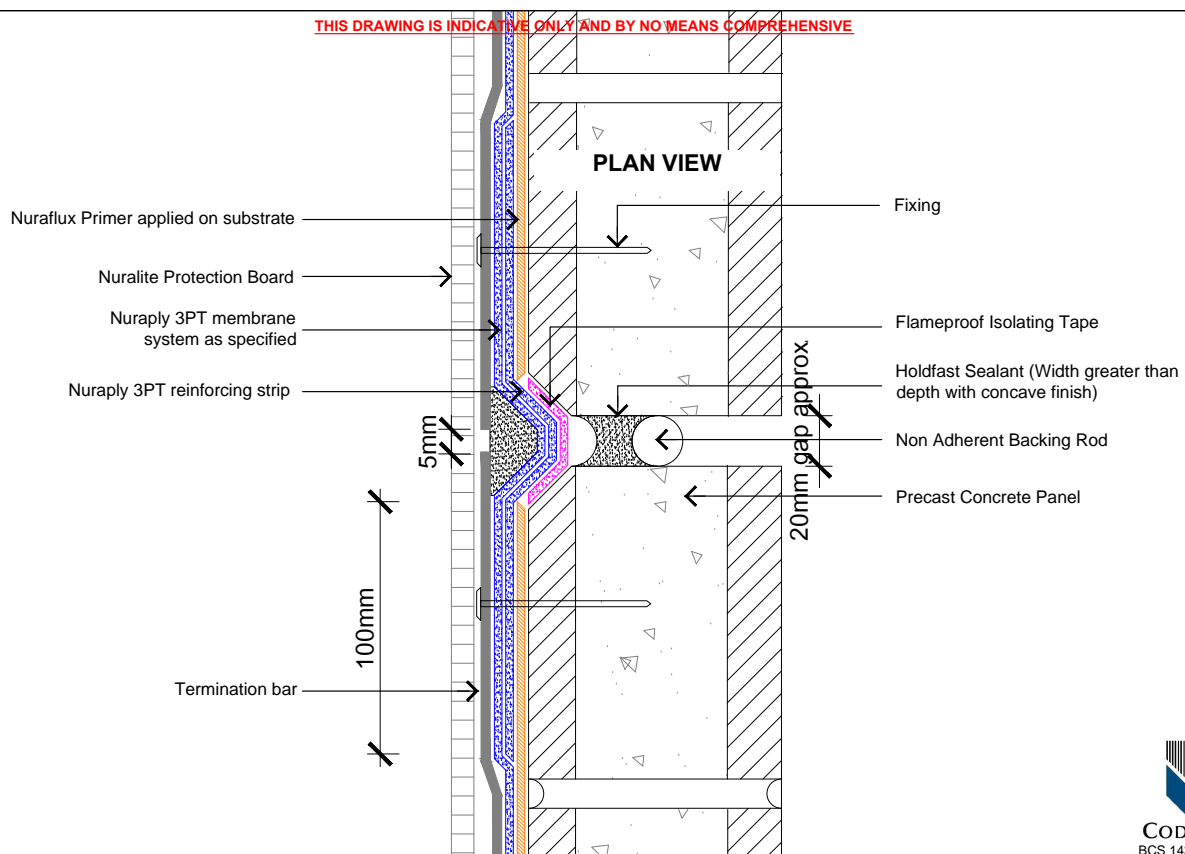 THIS DRAWING IS INDICATIVE ONLY AND BY NO MEANS COMPREHENSIVE
PLAN VIEW
Nuraflux Primer applied on substrate
Nuralite Protection Board
Nuraply 3PT membrane
system as specified
Nuraply 3PT reinforcing strip
5mm
100mm
Termination bar
Fixing
Flameproof Isolating Tape
Holdfast Sealant (Width greater than
depth with concave finish)
Non Adherent Backing Rod
20mm gap approx.
Precast Concrete Panel
COD
BCS